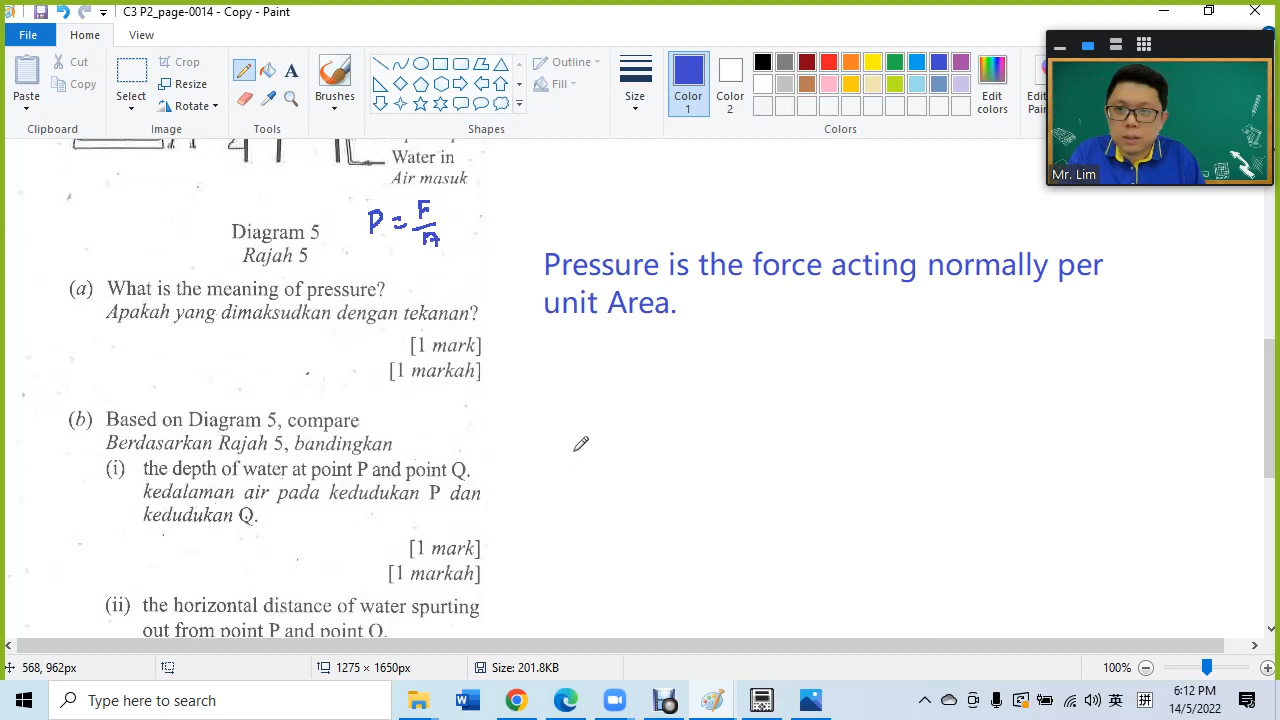 C3 P2_page-0014 - Copy - Paint
File
Home
View
Paste
Cut
Copy
Clipboard
Select
Crop
Resize
Rotate
Image
A
Tools
Brushes
Outline
Fill
Shapes
Size
Color 1
Color 2
Colors
Edit colors
Edit
Mr. Lim
Water in
Air masuk
P = F/A
Diagram 5
Rajah 5
Pressure is the force acting normally per
unit Area.
(a) What is the meaning of pressure?
Apakah yang dimaksudkan dengan tekanan?
[1 mark]
[1 markah]
(b) Based on Diagram 5, compare
Berdasarkan Rajah 5, bandingkan
(i) the depth of water at point P and point Q.
kedalaman air pada kedudukan P dan
kedudukan Q.
[1 mark]
[1 markah]
(ii) the horizontal distance of water spurting
out from point P and point Q.
568, 962px
1275 × 1650px
Size: 201.8KB
100%
Type here to search
英
拼
6:12 PM
14/5/2022